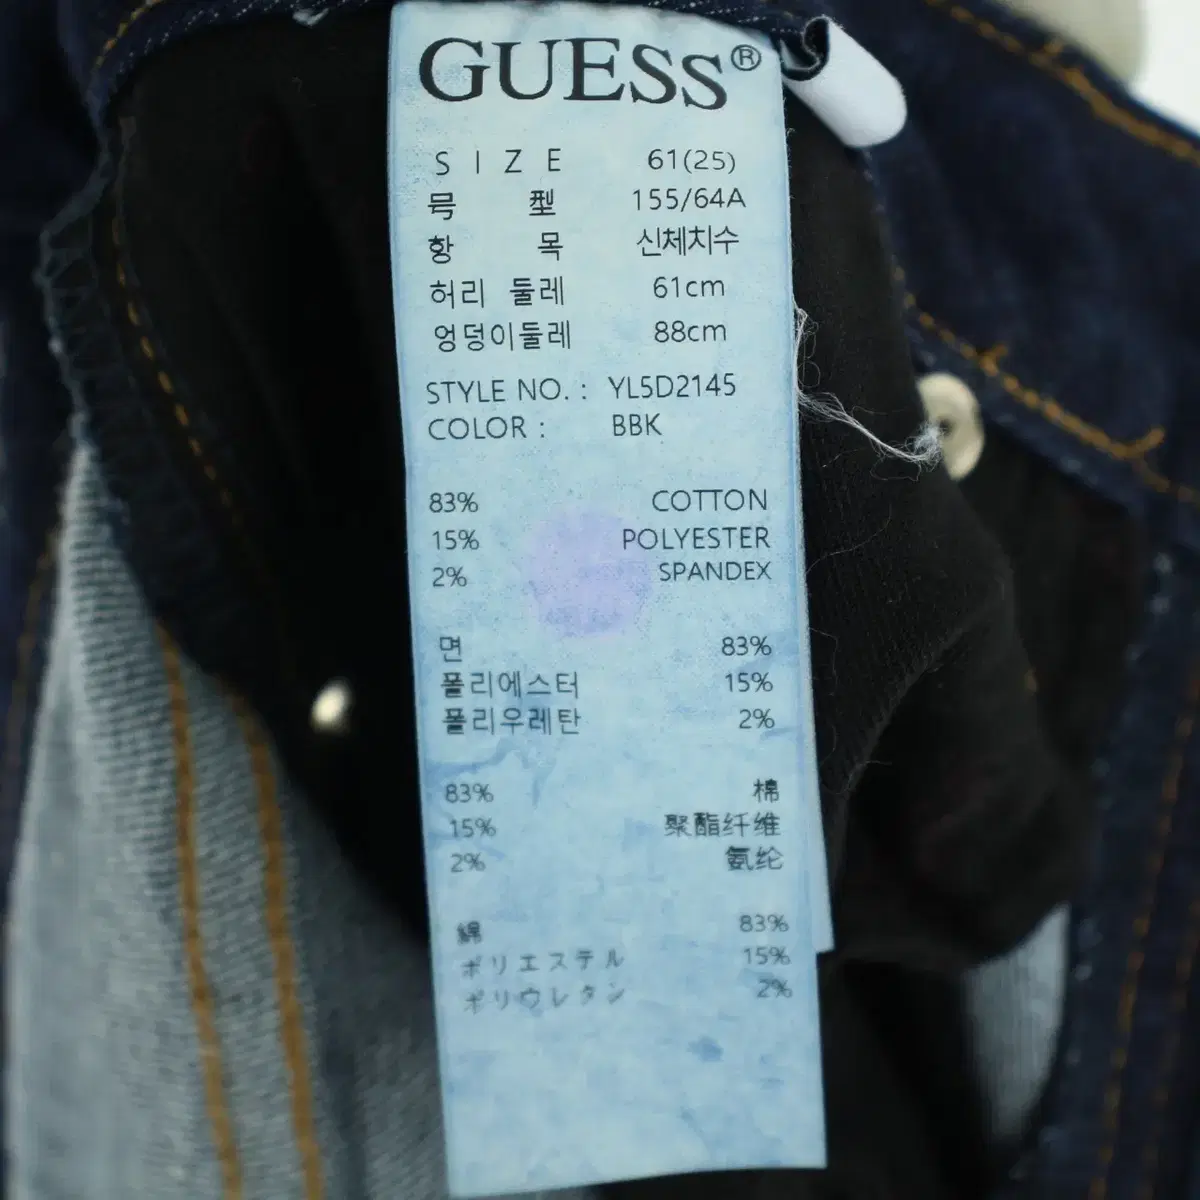 GUESS®
SIZE 61(25)
号型 155/64A
항목 신체치수
허리 둘레 61cm
엉덩이둘레 88cm
STYLE NO. : YL5D2145
COLOR : BBK
83% COTTON
15% POLYESTER
2% SPANDEX
면 83%
폴리에스터 15%
폴리우레탄 2%
83% 棉
15% 聚酯纤维
2% 氨纶
綿 83%
ポリエステル 15%
ポリウレタン 2%